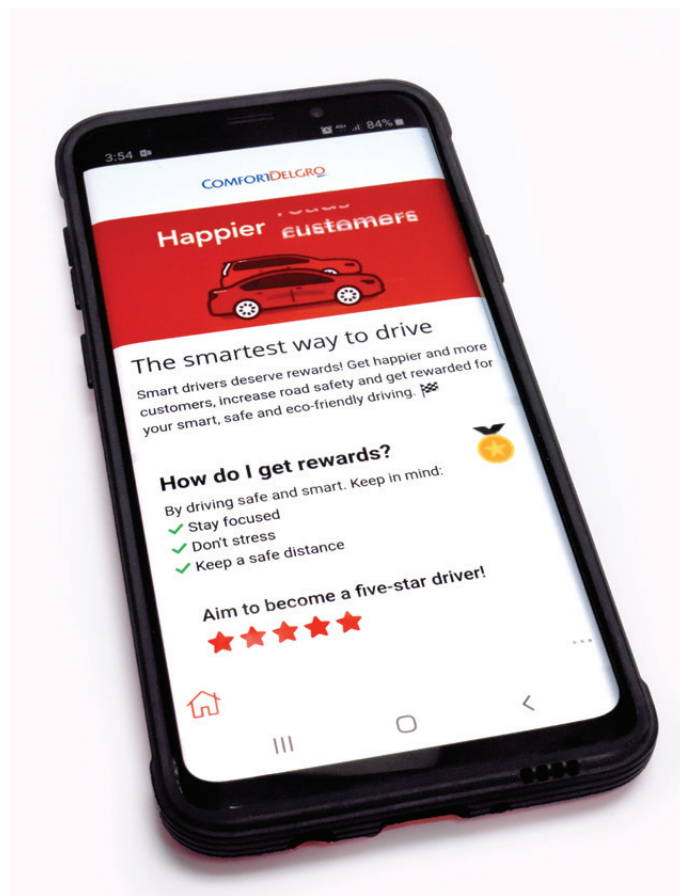 3:54
84%
COMFORTDELGRO
Happier customers
The smartest way to drive
Smart drivers deserve rewards! Get happier and more
customers, increase road safety and get rewarded for
your smart, safe and eco-friendly driving.
How do I get rewards?
By driving safe and smart. Keep in mind:
Stay focused
Don't stress
Keep a safe distance
Aim to become a five-star driver!